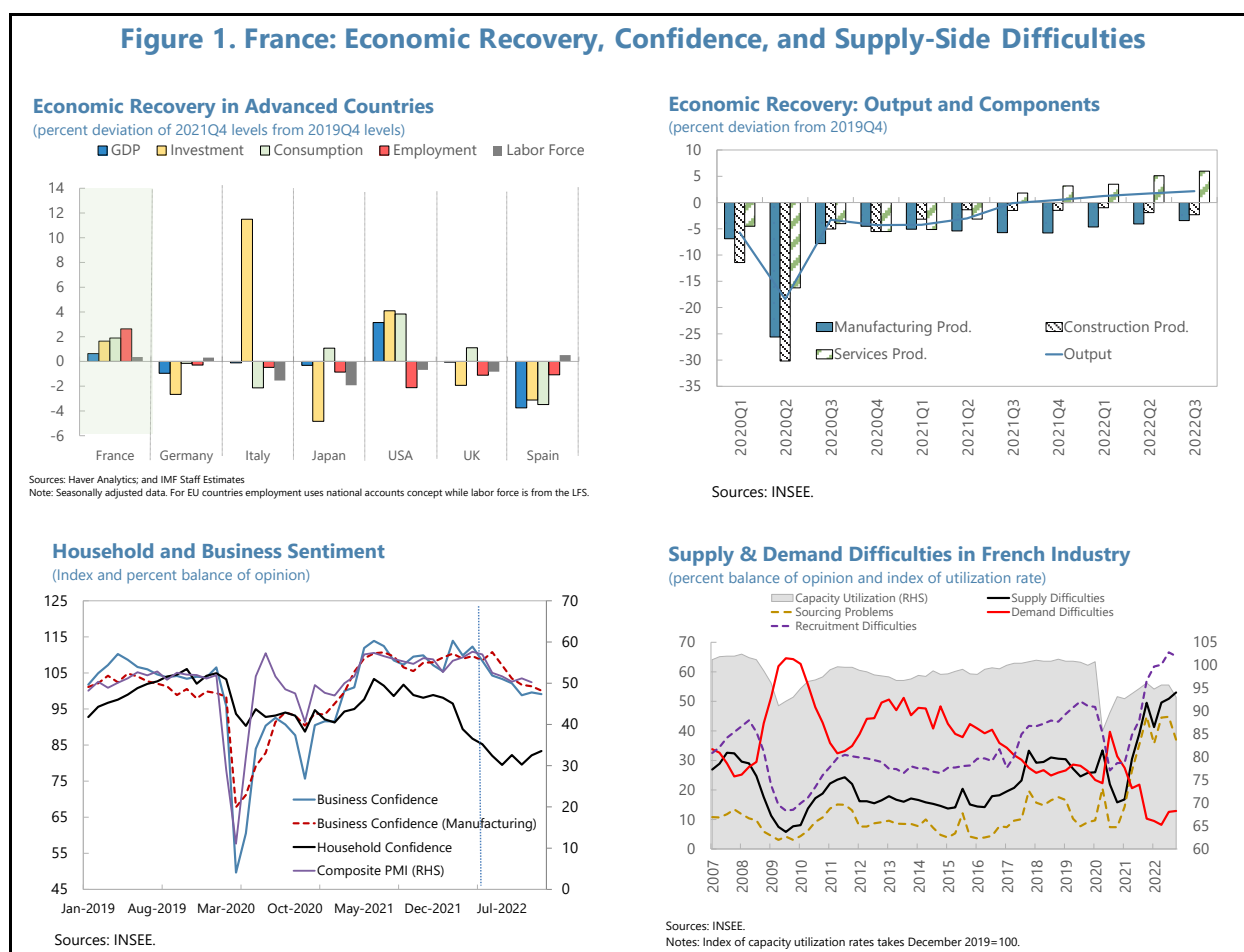 Figure 1. France: Economic Recovery, Confidence, and Supply-Side Difficulties
Economic Recovery in Advanced Countries
(percent deviation of 2021Q4 levels from 2019Q4 levels)
GDP Investment Consumption Employment Labor Force
14
12
10
8
6
4
2
0
-2
-4
-6
France Germany Italy Japan USA UK Spain
Sources: Haver Analytics; and IMF Staff Estimates
Note: Seasonally adjusted data. For EU countries employment uses national accounts concept while labor force is from the LFS.
Economic Recovery: Output and Components
(percent deviation from 2019Q4)
10
5
0
-5
-10
-15
-20
-25
-30
-35
Manufacturing Prod. Construction Prod.
Services Prod. Output
2020Q1 2020Q2 2020Q3 2020Q4 2021Q1 2021Q2 2021Q3 2021Q4 2022Q1 2022Q2 2022Q3
Sources: INSEE.
Household and Business Sentiment
(Index and percent balance of opinion)
125
115
105
95
85
75
65
55
45
70
60
50
40
30
20
10
0
Business Confidence
Business Confidence (Manufacturing)
Household Confidence
Composite PMI (RHS)
Jan-2019 Aug-2019 Mar-2020 Oct-2020 May-2021 Dec-2021 Jul-2022
Sources: INSEE.
Supply & Demand Difficulties in French Industry
(percent balance of opinion and index of utilization rate)
Capacity Utilization (RHS) Supply Difficulties
Sourcing Problems Demand Difficulties
Recruitment Difficulties
70
60
50
40
30
20
10
0
105
100
95
90
85
80
75
70
65
60
2007 2008 2009 2010 2011 2012 2013 2014 2015 2016 2017 2018 2019 2020 2021 2022
Sources: INSEE.
Notes: Index of capacity utilization rates takes December 2019=100.